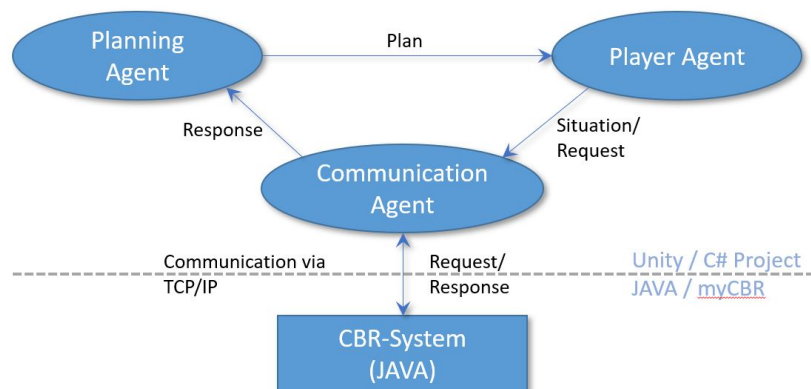 Planning
Agent
Plan
Player Agent
Response
Situation/
Request
Communication
Agent
Communication via
TCP/IP
Request/
Response
Unity / C# Project
JAVA / myCBR
CBR-System
(JAVA)